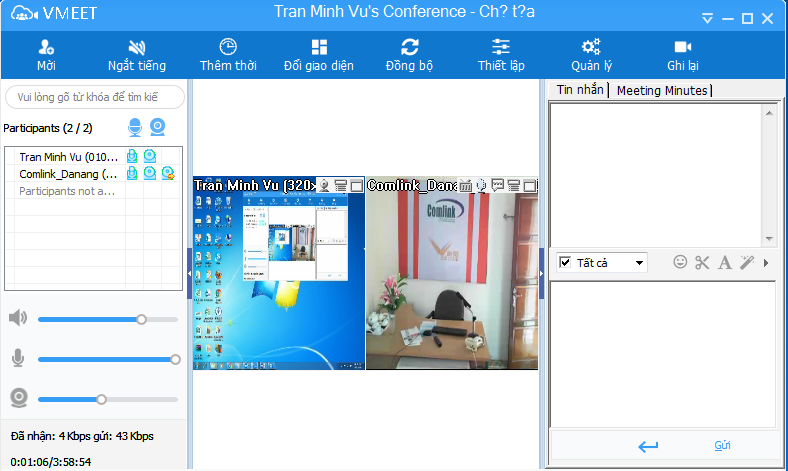 VMEET
Tran Minh Vu's Conference - Ch? t?a
Mời
Ngắt tiếng
Thêm thời
Đổi giao diện
Đồng bộ
Thiết lập
Quản lý
Ghi lại
Vui lòng gõ từ khóa để tìm kiế
Participants (2 / 2)
Tran Minh Vu (010...
Comlink_Danang (...
Participants not a...
Đã nhận: 4 Kbps gửi: 43 Kbps
0:01:06/3:58:54
Tran Minh Vu (320x
Comlink_Dana
Comlink
Tin nhắn
Meeting Minutes
Tất cả
Gửi